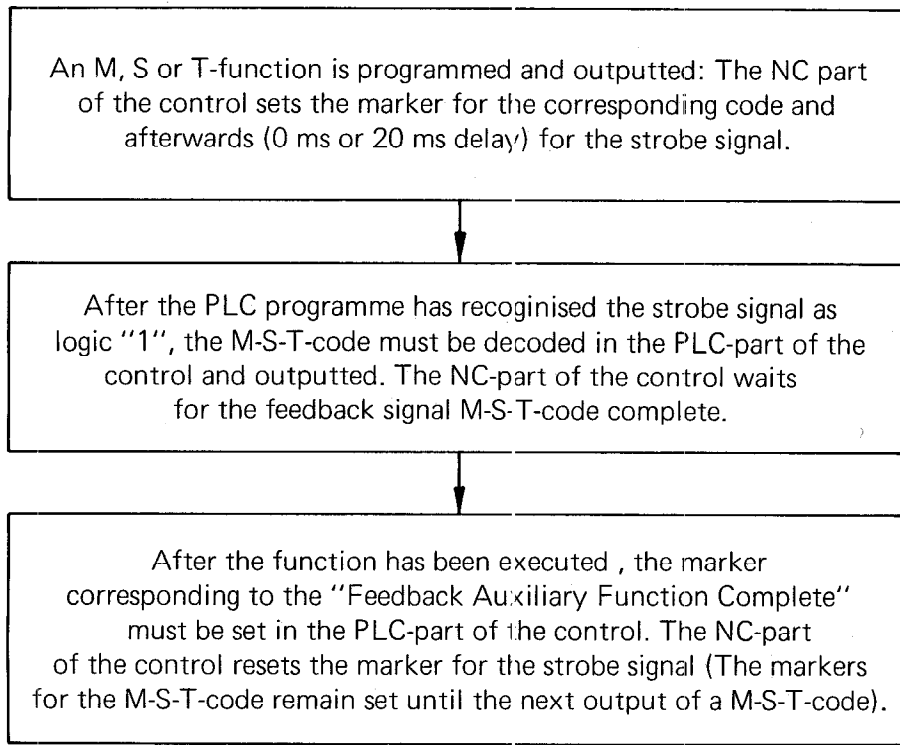 An M, S or T-function is programmed and outputted: The NC part
of the control sets the marker for the corresponding code and
afterwards (0 ms or 20 ms delay) for the strobe signal.
After the PLC programme has recoginised the strobe signal as
logic "1", the M-S-T-code must be decoded in the PLC-part of the
control and outputted. The NC-part of the control waits
for the feedback signal M-S-T-code complete.
After the function has been executed , the marker
corresponding to the "Feedback Auxiliary Function Complete"
must be set in the PLC-part of the control. The NC-part
of the control resets the marker for the strobe signal (The markers
for the M-S-T-code remain set until the next output of a M-S-T-code).